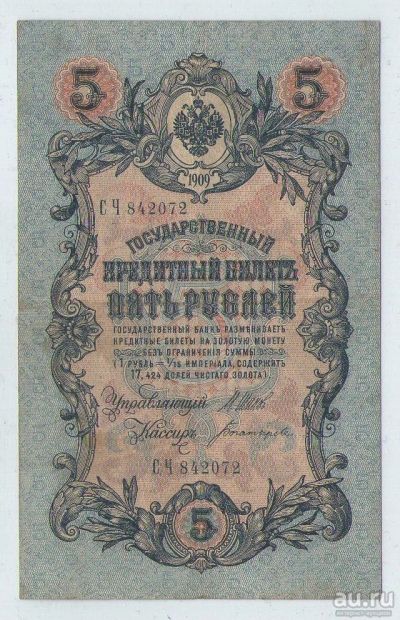 5 5
1909
СЧ 842072
ГОСУДАРСТВЕННЫЙ
КРЕДИТНЫЙ БИЛЕТЪ
ПЯТЬ РУБЛЕЙ
ГОСУДАРСТВЕННЫЙ БАНКЪ РАЗМѢНИВАЕТЪ
КРЕДИТНЫЕ БИЛЕТЫ НА ЗОЛОТУЮ МОНЕТУ
БЕЗЪ ОГРАНИЧЕНІЯ СУММЫ
(1 РУБЛЬ = 1/15 ИМПЕРІАЛА, СОДЕРЖИТЪ
17,424 ДОЛЕЙ ЧИСТАГО ЗОЛОТА)
Управляющій
Кассиръ
СЧ 842072
5
au.ru